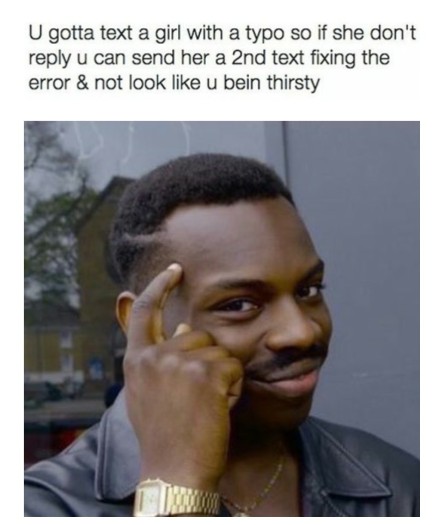 U gotta text a girl with a typo so if she don't
reply u can send her a 2nd text fixing the
error & not look like u bein thirsty